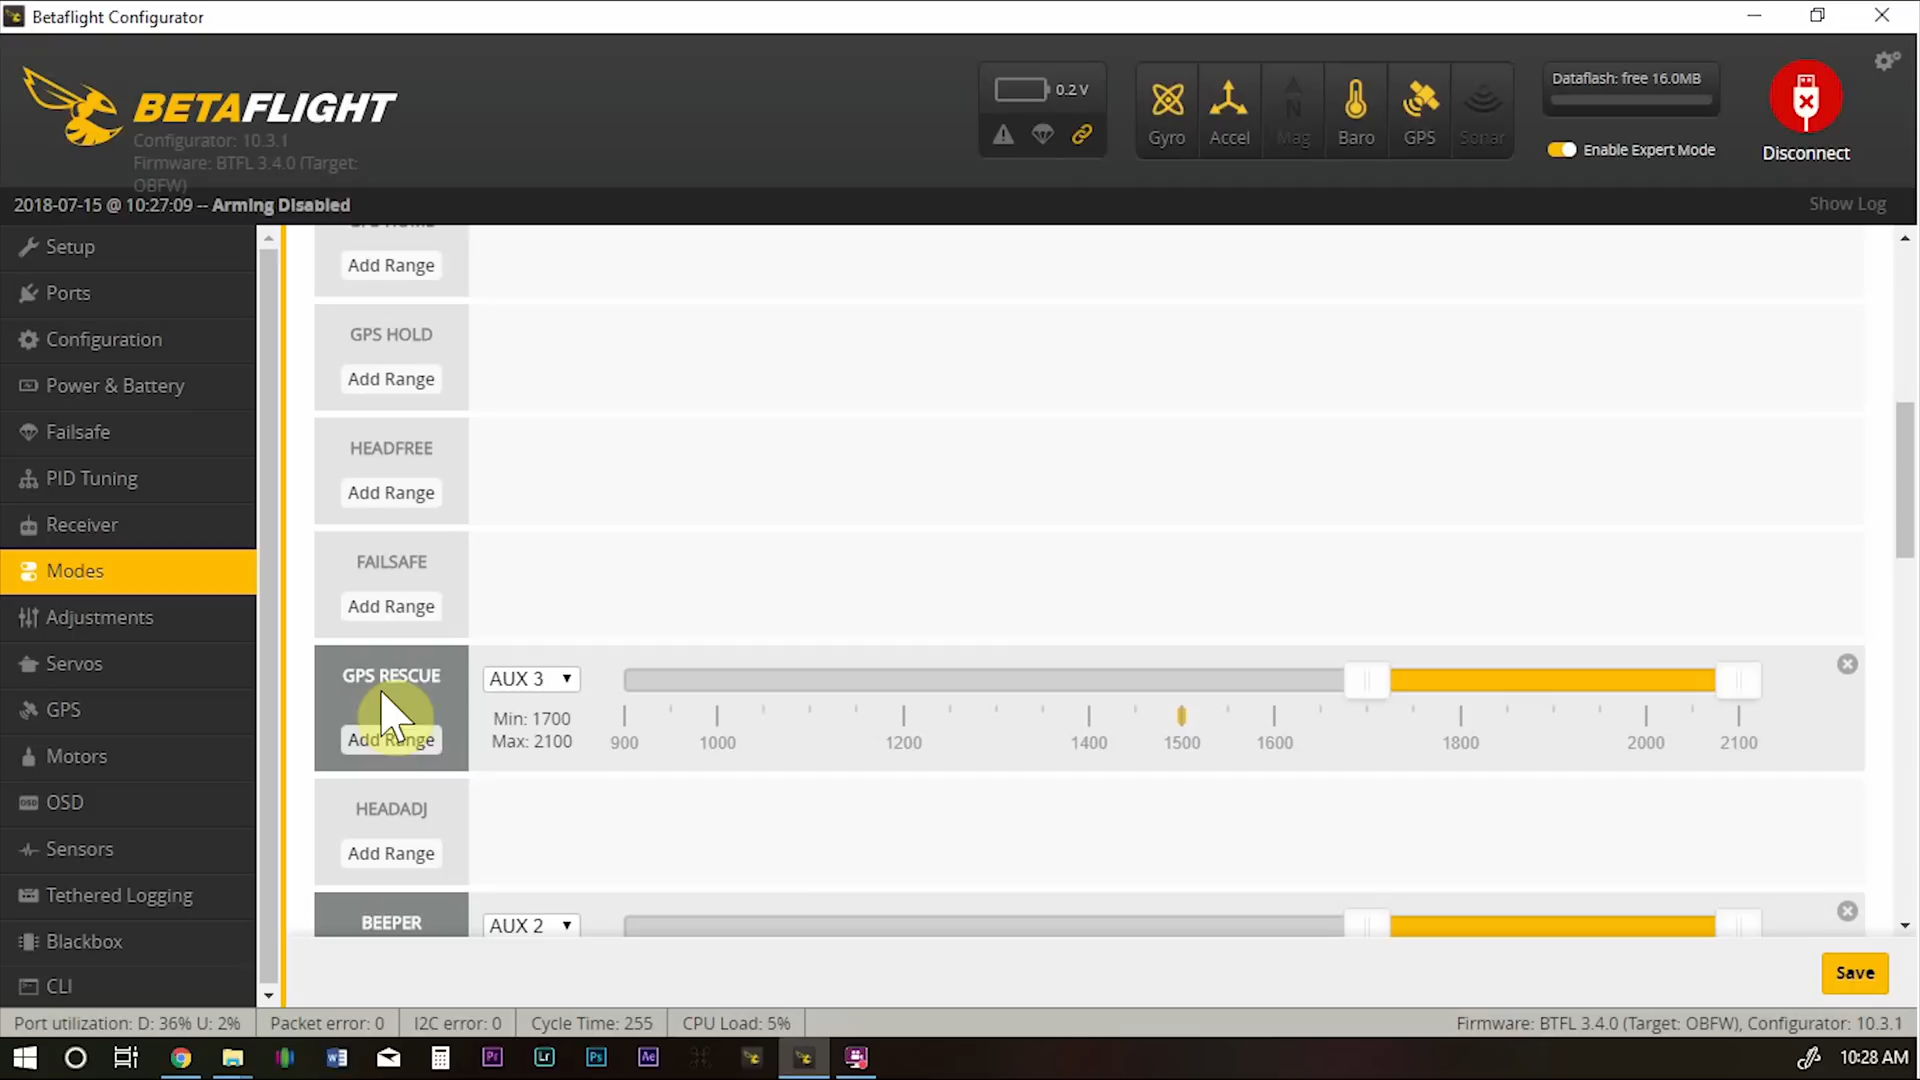 Betaflight Configurator
BETAFLIGHT
Configurator: 10.3.1
Firmware: BTFL 3.4.0 (Target:
OBFW)
0.2 V
Gyro
Accel
Mag
Baro
GPS
Sonar
Dataflash: free 16.0MB
Enable Expert Mode
Disconnect
2018-07-15 @ 10:27:09 -- Arming Disabled
Show Log
Setup
Ports
Configuration
Power & Battery
Failsafe
PID Tuning
Receiver
Modes
Adjustments
Servos
GPS
Motors
OSD
Sensors
Tethered Logging
Blackbox
CLI
GPS HOME
Add Range
GPS HOLD
Add Range
HEADFREE
Add Range
FAILSAFE
Add Range
GPS RESCUE
Add Range
AUX 3
Min: 1700
Max: 2100
900 1000 1200 1400 1500 1600 1800 2000 2100
HEADADJ
Add Range
BEEPER
AUX 2
Save
Port utilization: D: 36% U: 2%
Packet error: 0
I2C error: 0
Cycle Time: 255
CPU Load: 5%
Firmware: BTFL 3.4.0 (Target: OBFW), Configurator: 10.3.1
Pr
Lr
Ps
Ae
10:28 AM